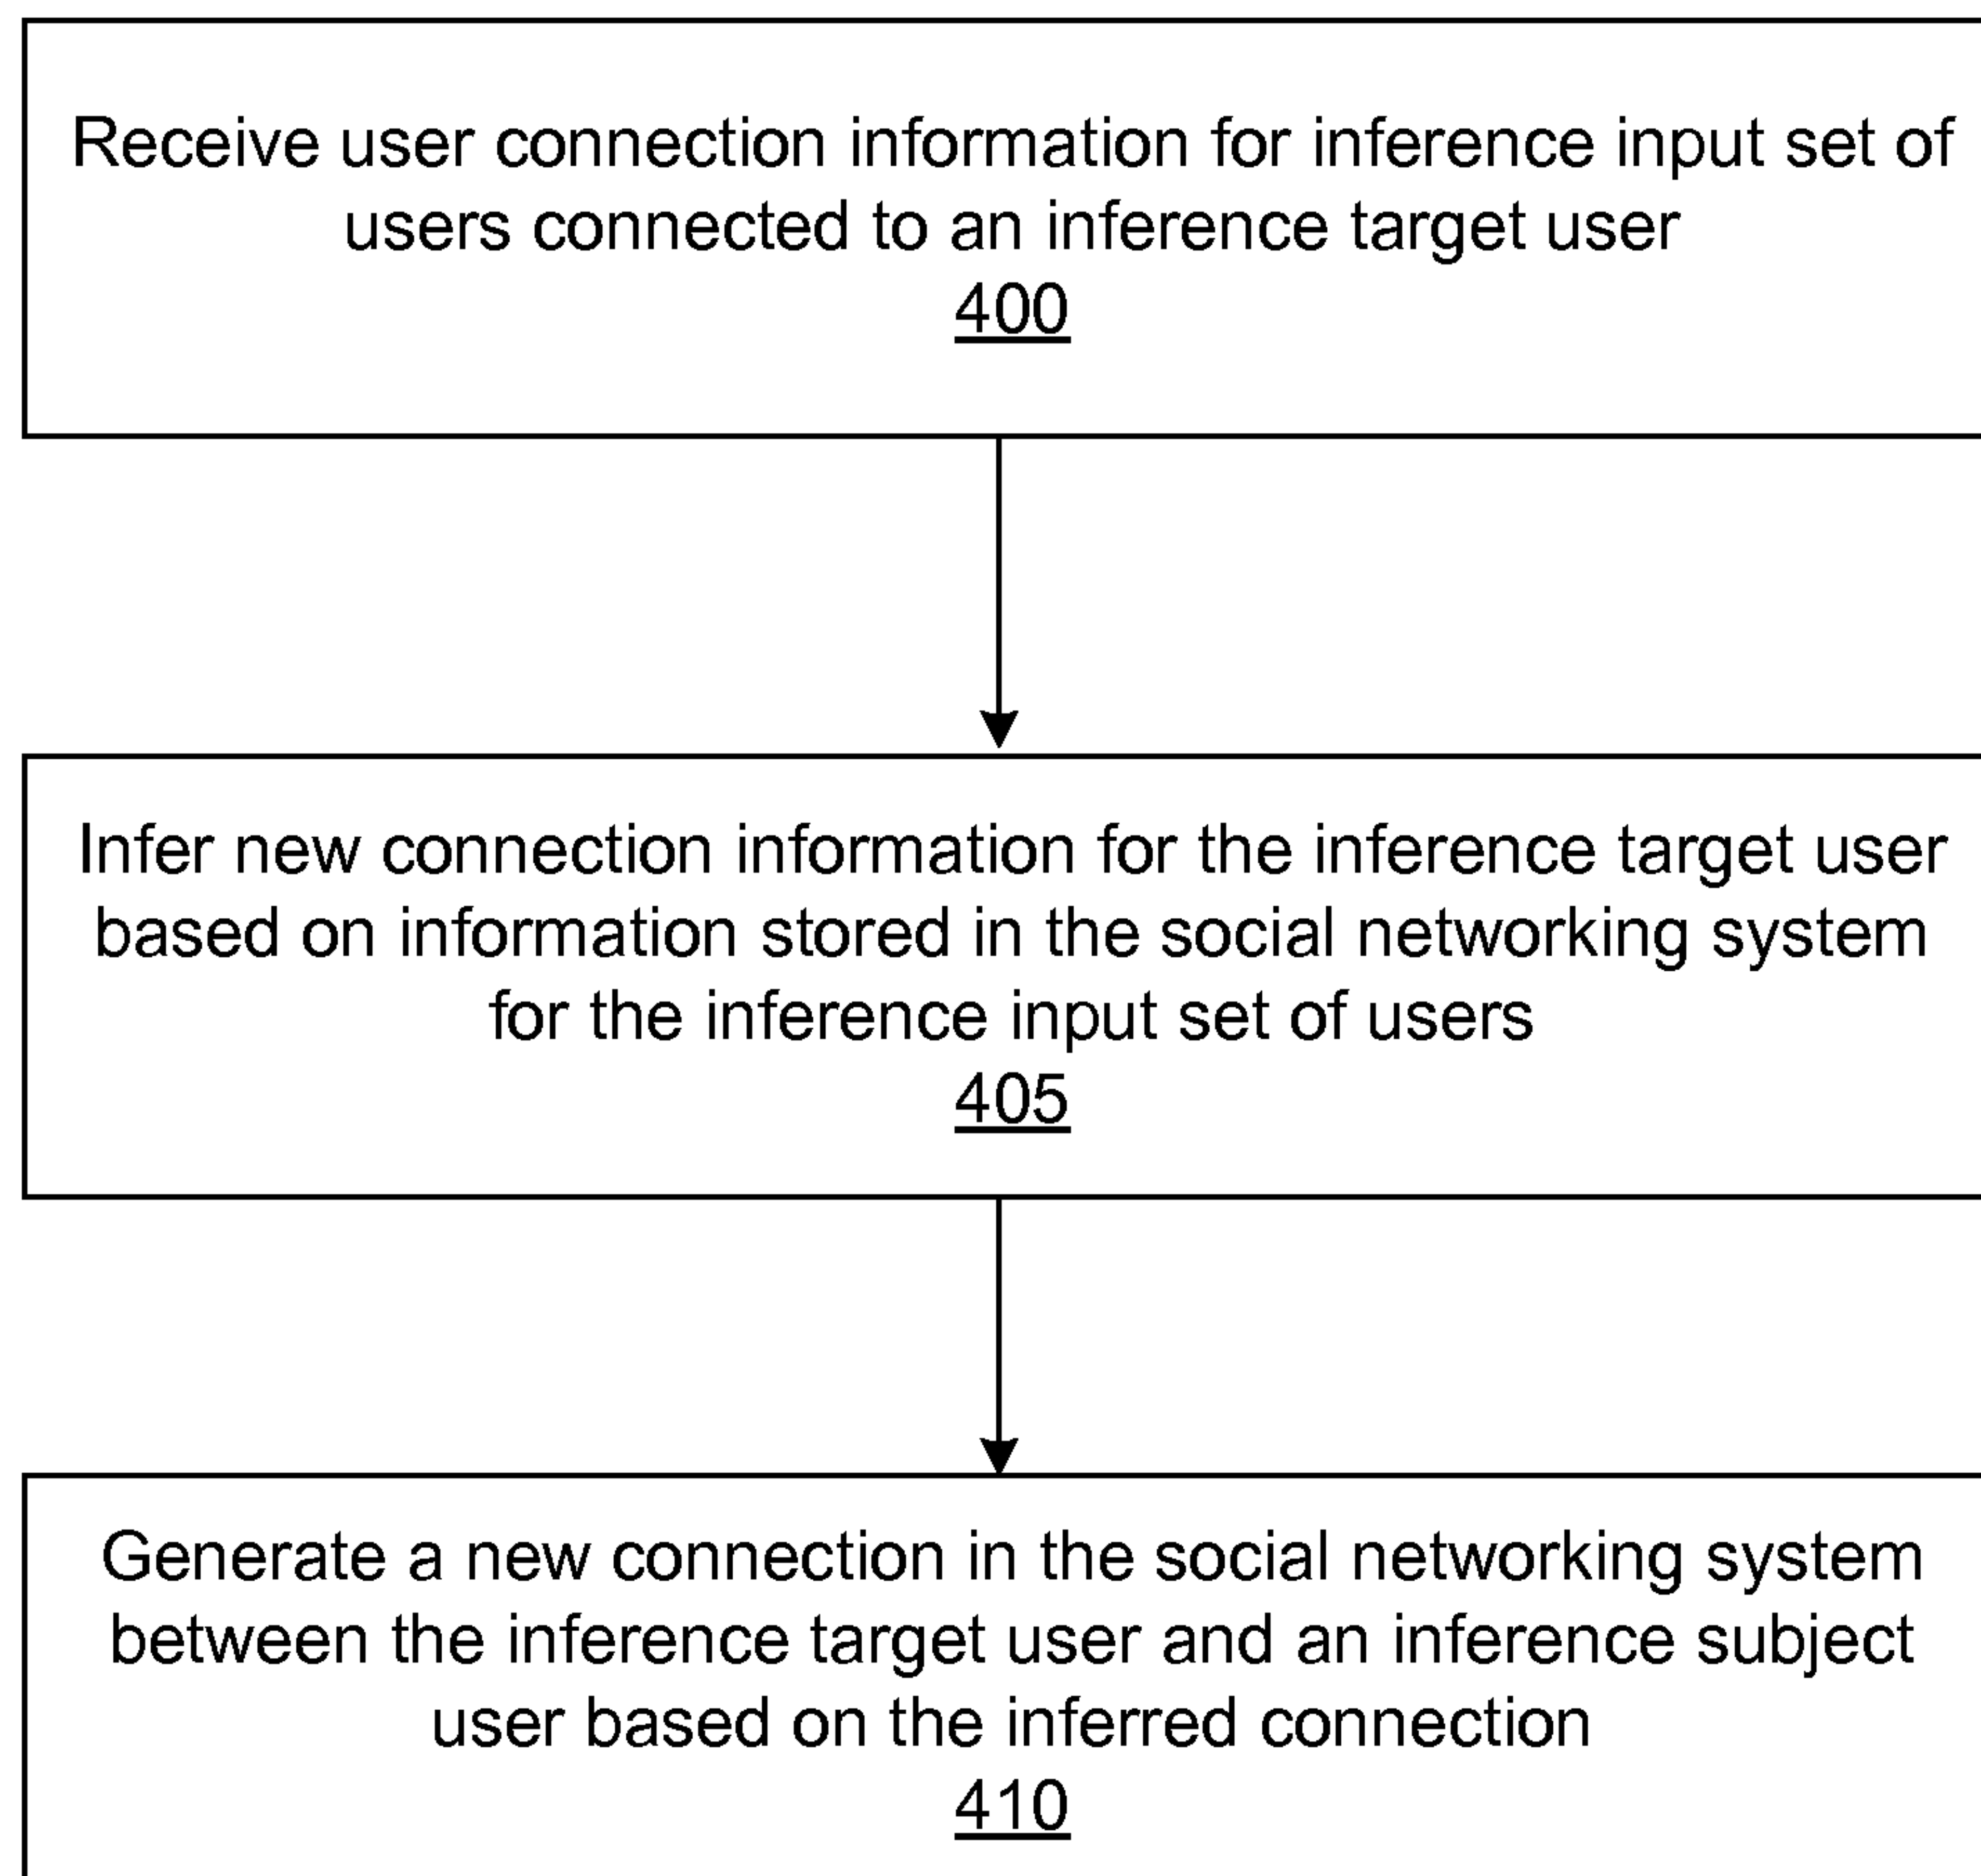 Receive user connection information for inference input set of
users connected to an inference target user
400
Infer new connection information for the inference target user
based on information stored in the social networking system
for the inference input set of users
405
Generate a new connection in the social networking system
between the inference target user and an inference subject
user based on the inferred connection
410